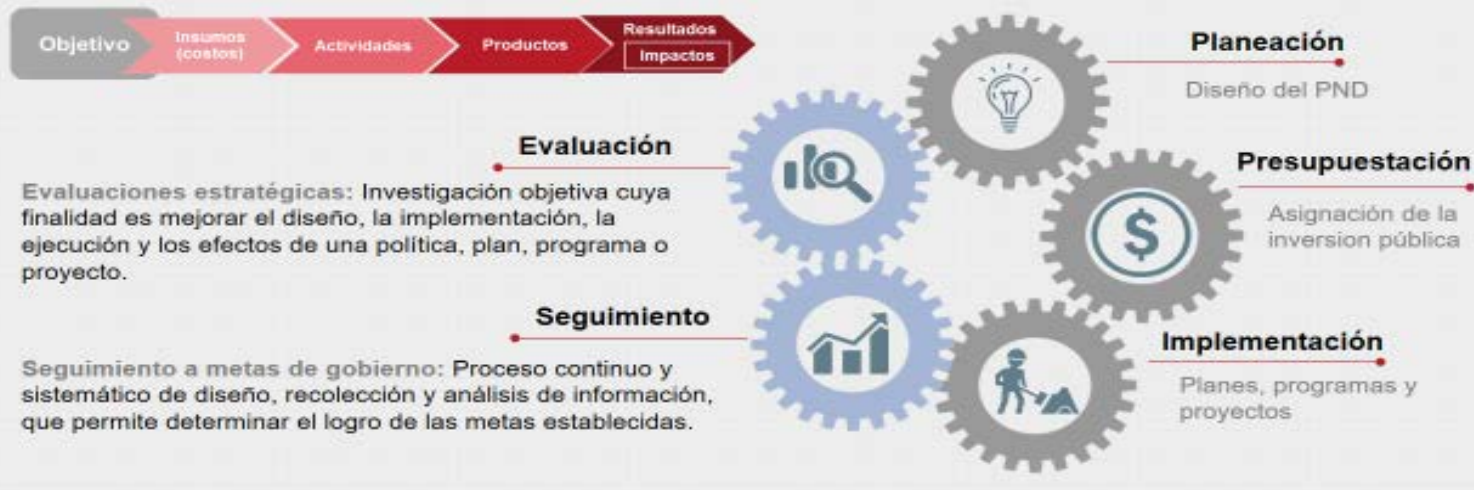 Objetivo
Insumos
(costos)
Actividades
Productos
Resultados
Impactos
Evaluación
Evaluaciones estratégicas: Investigación objetiva cuya
finalidad es mejorar el diseño, la implementación, la
ejecución y los efectos de una política, plan, programa o
proyecto.
Seguimiento
Seguimiento a metas de gobierno: Proceso continuo y
sistemático de diseño, recolección y análisis de información,
que permite determinar el logro de las metas establecidas.
Planeación
Diseño del PND
Presupuestación
Asignación de la
inversion pública
$
Implementación
Planes, programas y
proyectos